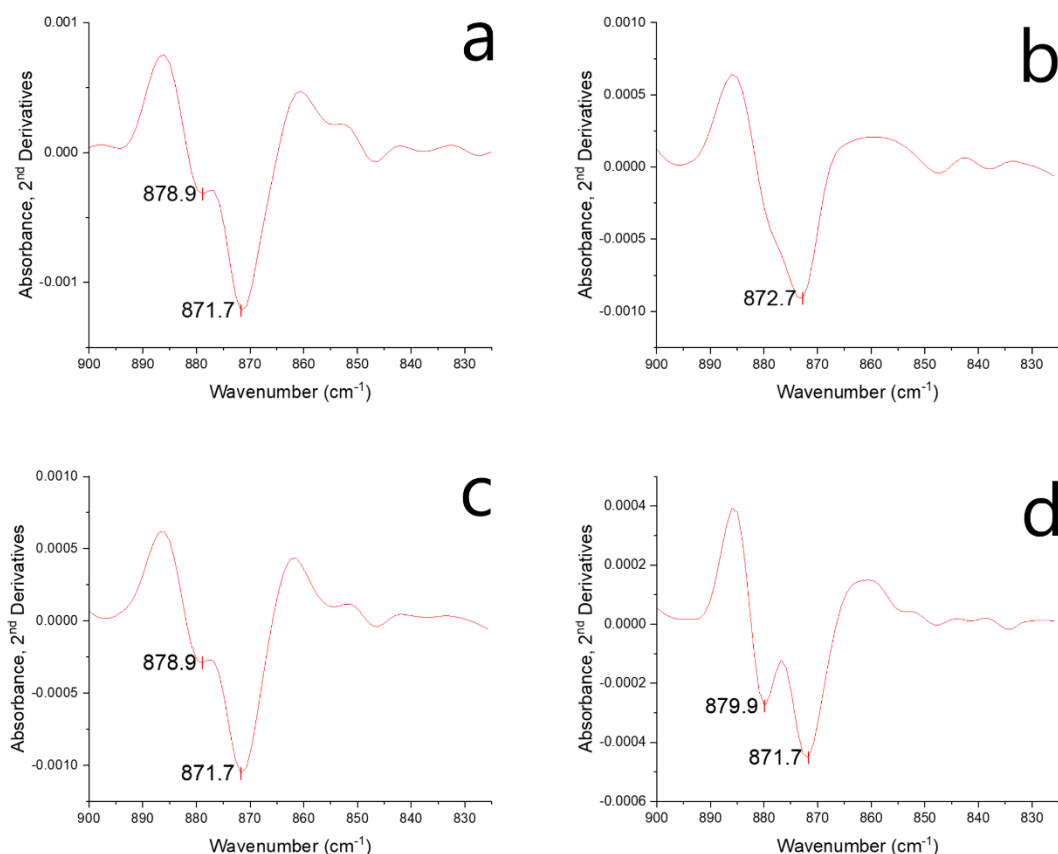 a
0.001
0.000
-0.001
878.9
871.7
Absorbance, 2nd Derivatives
900 890 880 870 860 850 840 830
Wavenumber (cm-1)
b
0.0010
0.0005
0.0000
-0.0005
-0.0010
872.7
Absorbance, 2nd Derivatives
900 890 880 870 860 850 840 830
Wavenumber (cm-1)
c
0.0010
0.0005
0.0000
-0.0005
-0.0010
878.9
871.7
Absorbance, 2nd Derivatives
900 890 880 870 860 850 840 830
Wavenumber (cm-1)
d
0.0004
0.0002
0.0000
-0.0002
-0.0004
-0.0006
879.9
871.7
Absorbance, 2nd Derivatives
900 890 880 870 860 850 840 830
Wavenumber (cm-1)